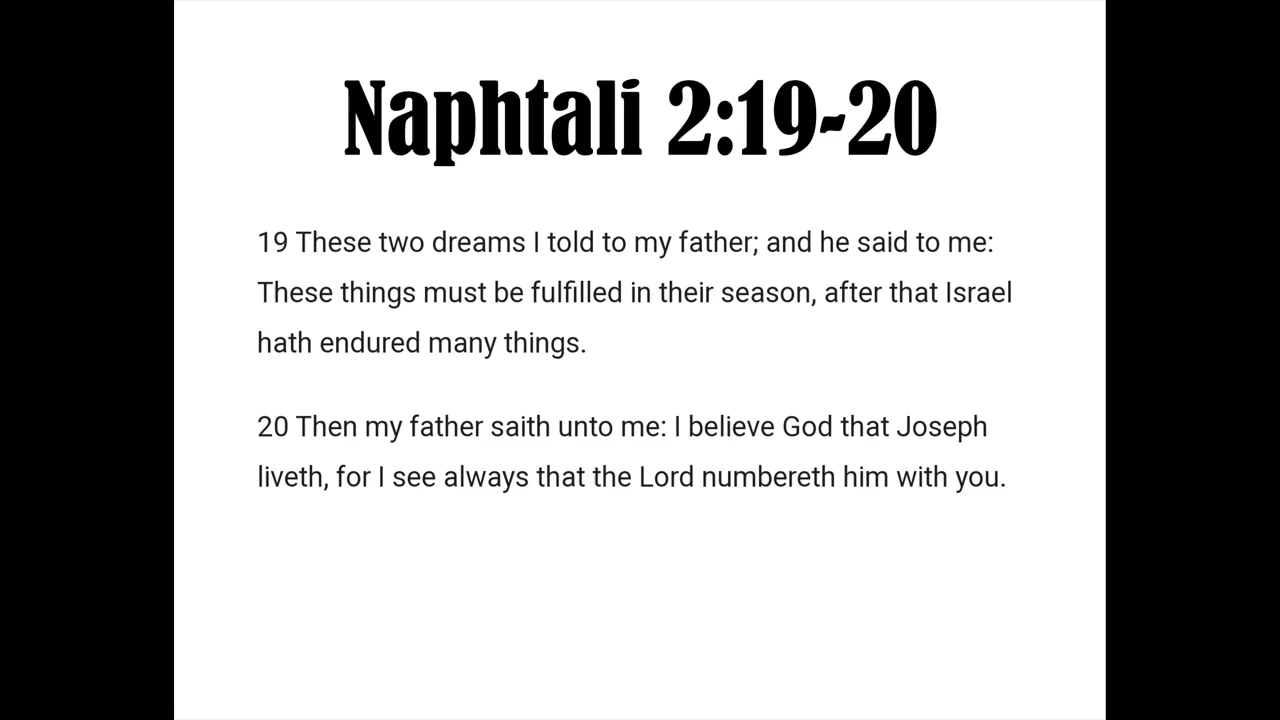 Naphtali 2:19-20
19 These two dreams I told to my father; and he said to me:
These things must be fulfilled in their season, after that Israel
hath endured many things.
20 Then my father saith unto me: I believe God that Joseph
liveth, for I see always that the Lord numbereth him with you.